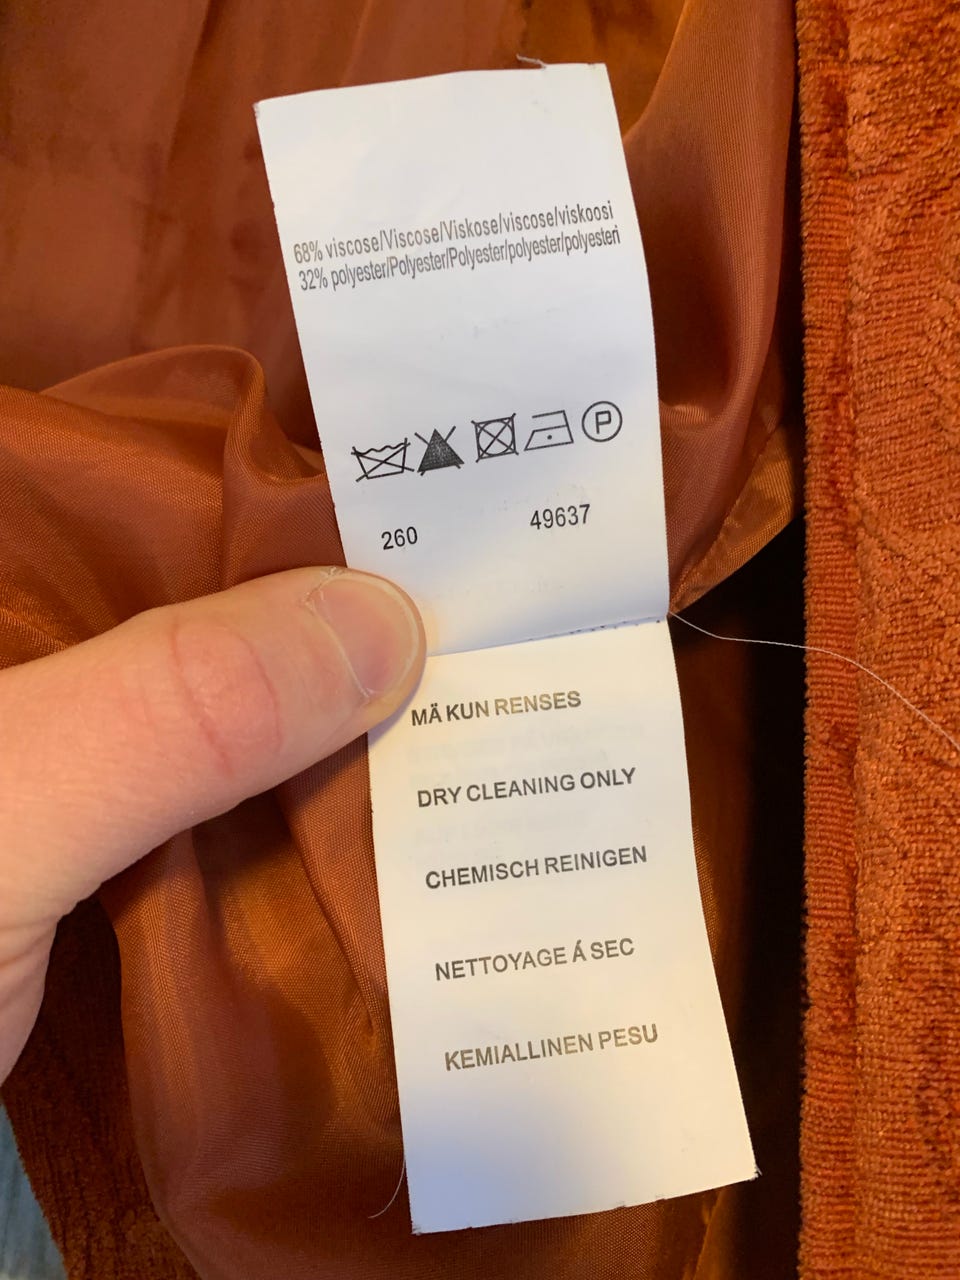 68% viscose/Viscose/Viskose/viscose/viskoosi
32% polyester/Polyester/Polyester/polyester/polyesteri
P
260 49637
MÄ KUN RENSES
DRY CLEANING ONLY
CHEMISCH REINIGEN
NETTOYAGE Á SEC
KEMIALLINEN PESU